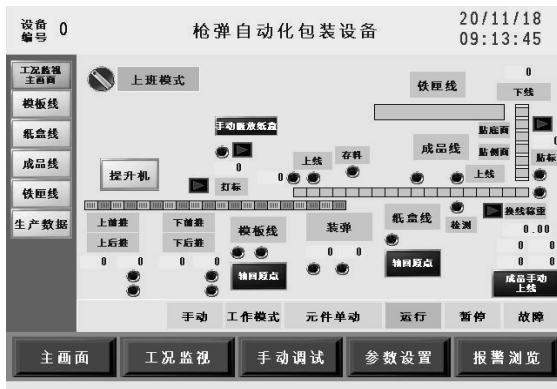 设备
编号 0
枪弹自动化包装设备
20/11/18
09:13:45
工况监视
主画面
模板线
纸盒线
成品线
铁匣线
生产数据
上班模式
铁匣线
0
下线
手动断放纸盒
贴底面
0
成品线
贴侧面
贴标
提升机
0
上线
存料
上线
打标
0
上前推
下前推
模板线
装弹
纸盒线
检测
换线称重
上后推
下后推
0.00
0 0
0 0
0 0
0 0
0 0
轴回原点
轴回原点
成品手动
上线
手动
工作模式
元件单动
运行
暂停
故障
主画面
工况监视
手动调试
参数设置
报警浏览